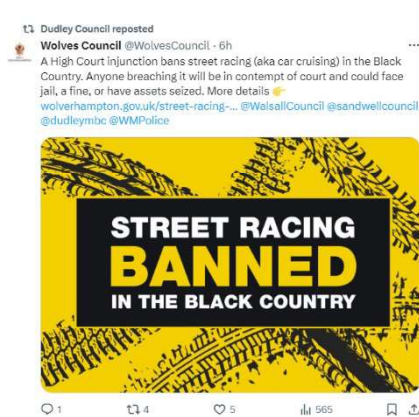 Dudley Council reposted
Wolves Council @WolvesCouncil · 6h
A High Court injunction bans street racing (aka car cruising) in the Black
Country. Anyone breaching it will be in contempt of court and could face
jail, a fine, or have assets seized. More details 👉
wolverhampton.gov.uk/street-racing-... @WalsallCouncil @sandwellcouncil
@dudleymbc @WMPolice
STREET RACING
BANNED
IN THE BLACK COUNTRY
1 4 5 565